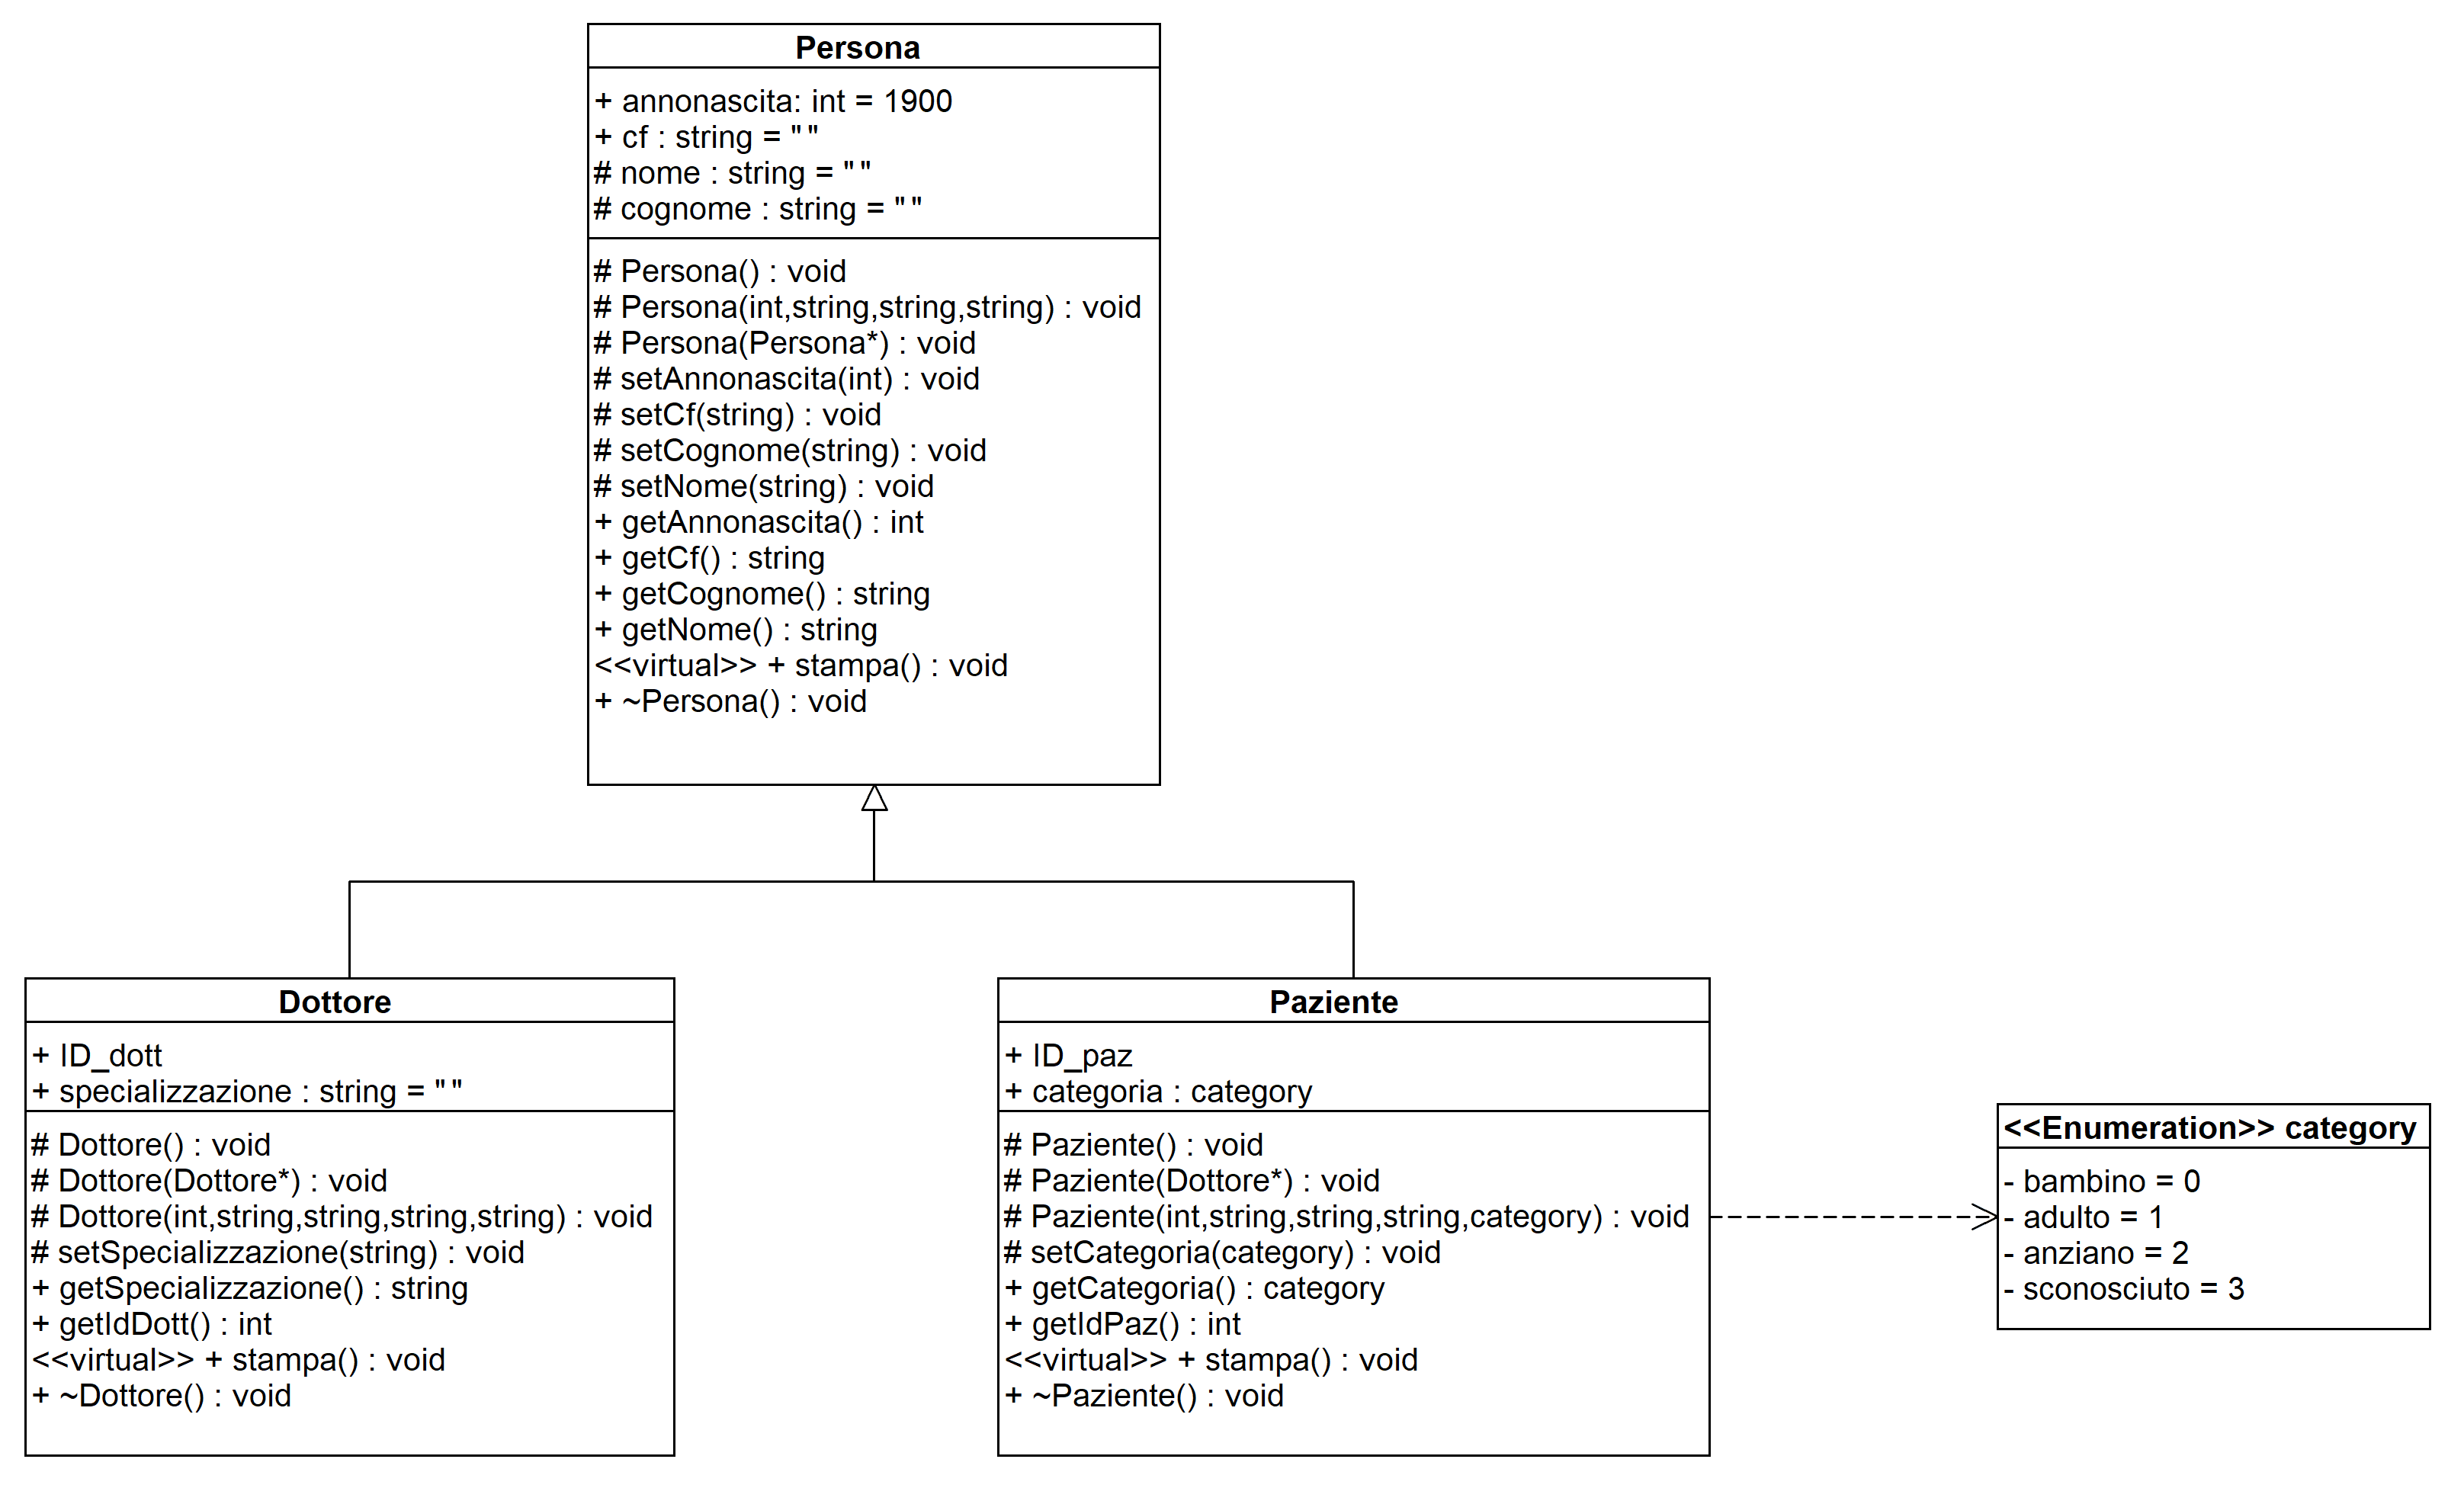 Persona
+ annonascita: int = 1900
+ cf : string = ""
# nome : string = ""
# cognome : string = ""
# Persona() : void
# Persona(int,string,string,string) : void
# Persona(Persona*) : void
# setAnnonascita(int) : void
# setCf(string) : void
# setCognome(string) : void
# setNome(string) : void
+ getAnnonascita() : int
+ getCf() : string
+ getCognome() : string
+ getNome() : string
<<virtual>> + stampa() : void
+ ~Persona() : void
Dottore
+ ID_dott
+ specializzazione : string = ""
# Dottore() : void
# Dottore(Dottore*) : void
# Dottore(int,string,string,string,string) : void
# setSpecializzazione(string) : void
+ getSpecializzazione() : string
+ getIdDott() : int
<<virtual>> + stampa() : void
+ ~Dottore() : void
Paziente
+ ID_paz
+ categoria : category
# Paziente() : void
# Paziente(Dottore*) : void
# Paziente(int,string,string,string,category) : void
# setCategoria(category) : void
+ getCategoria() : category
+ getIdPaz() : int
<<virtual>> + stampa() : void
+ ~Paziente() : void
<<Enumeration>> category
- bambino = 0
- adulto = 1
- anziano = 2
- sconosciuto = 3